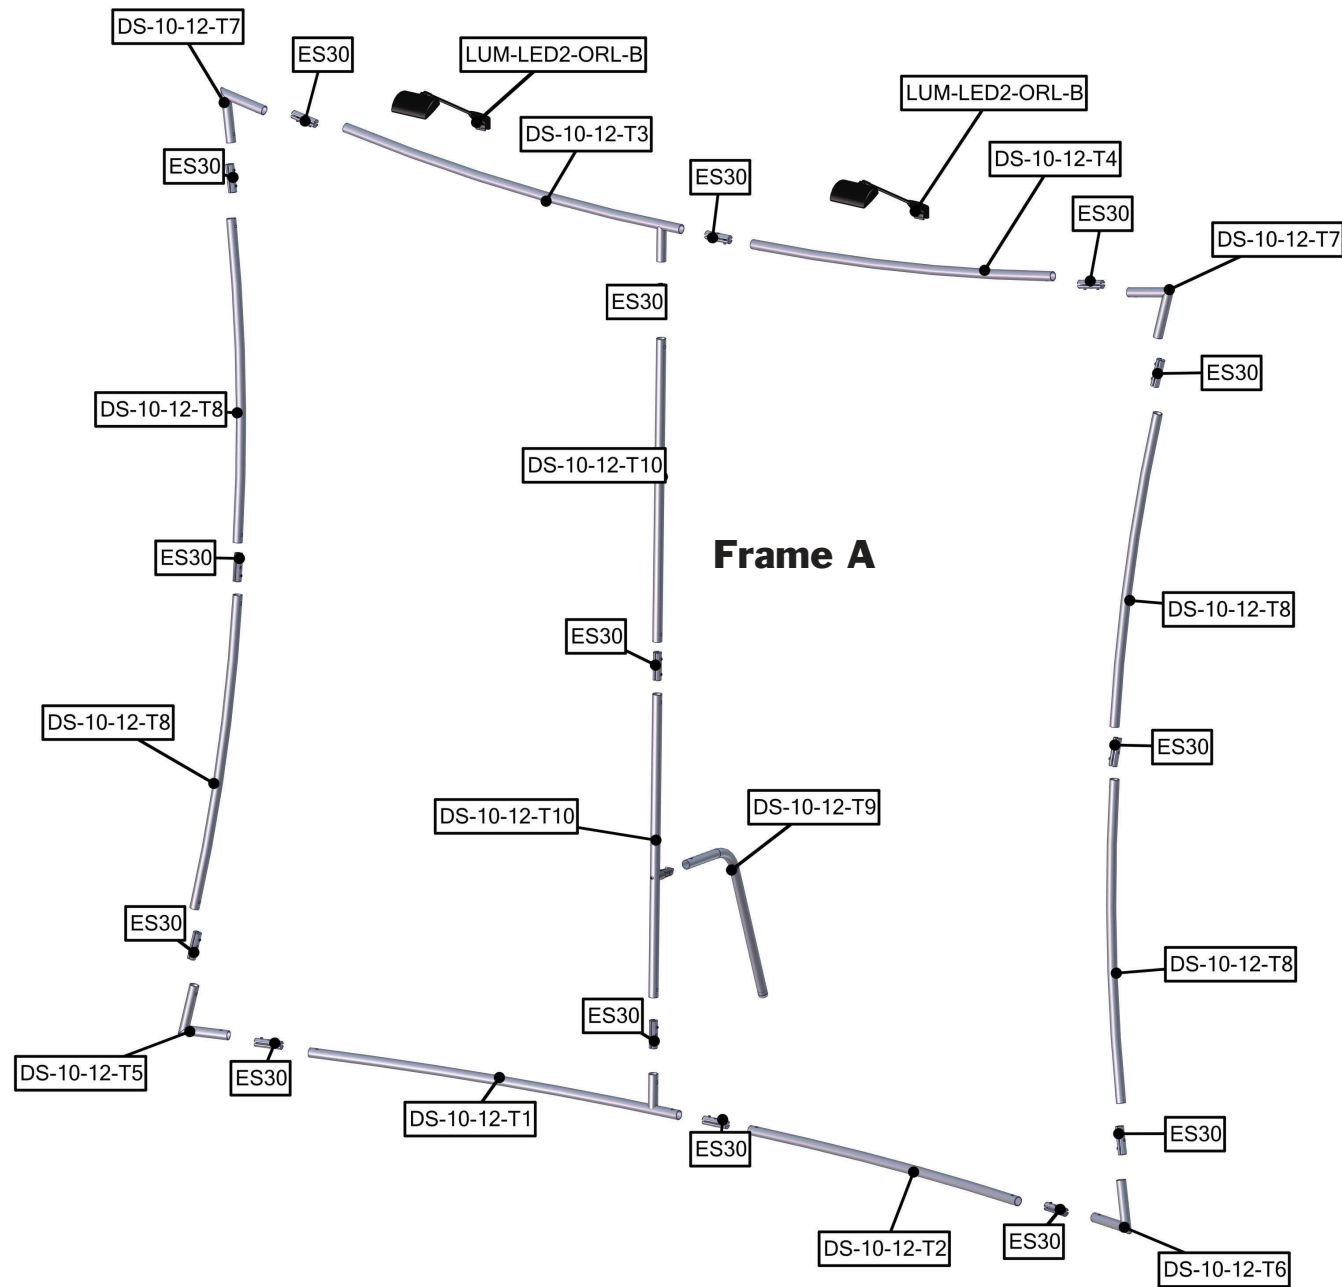 DS-10-12-T7
ES30
LUM-LED2-ORL-B
LUM-LED2-ORL-B
DS-10-12-T3
DS-10-12-T4
ES30
ES30
ES30
DS-10-12-T7
ES30
ES30
DS-10-12-T8
DS-10-12-T10
Frame A
ES30
DS-10-12-T8
ES30
DS-10-12-T8
ES30
DS-10-12-T10
DS-10-12-T9
ES30
DS-10-12-T8
ES30
DS-10-12-T5
ES30
DS-10-12-T1
ES30
ES30
DS-10-12-T2
ES30
DS-10-12-T6